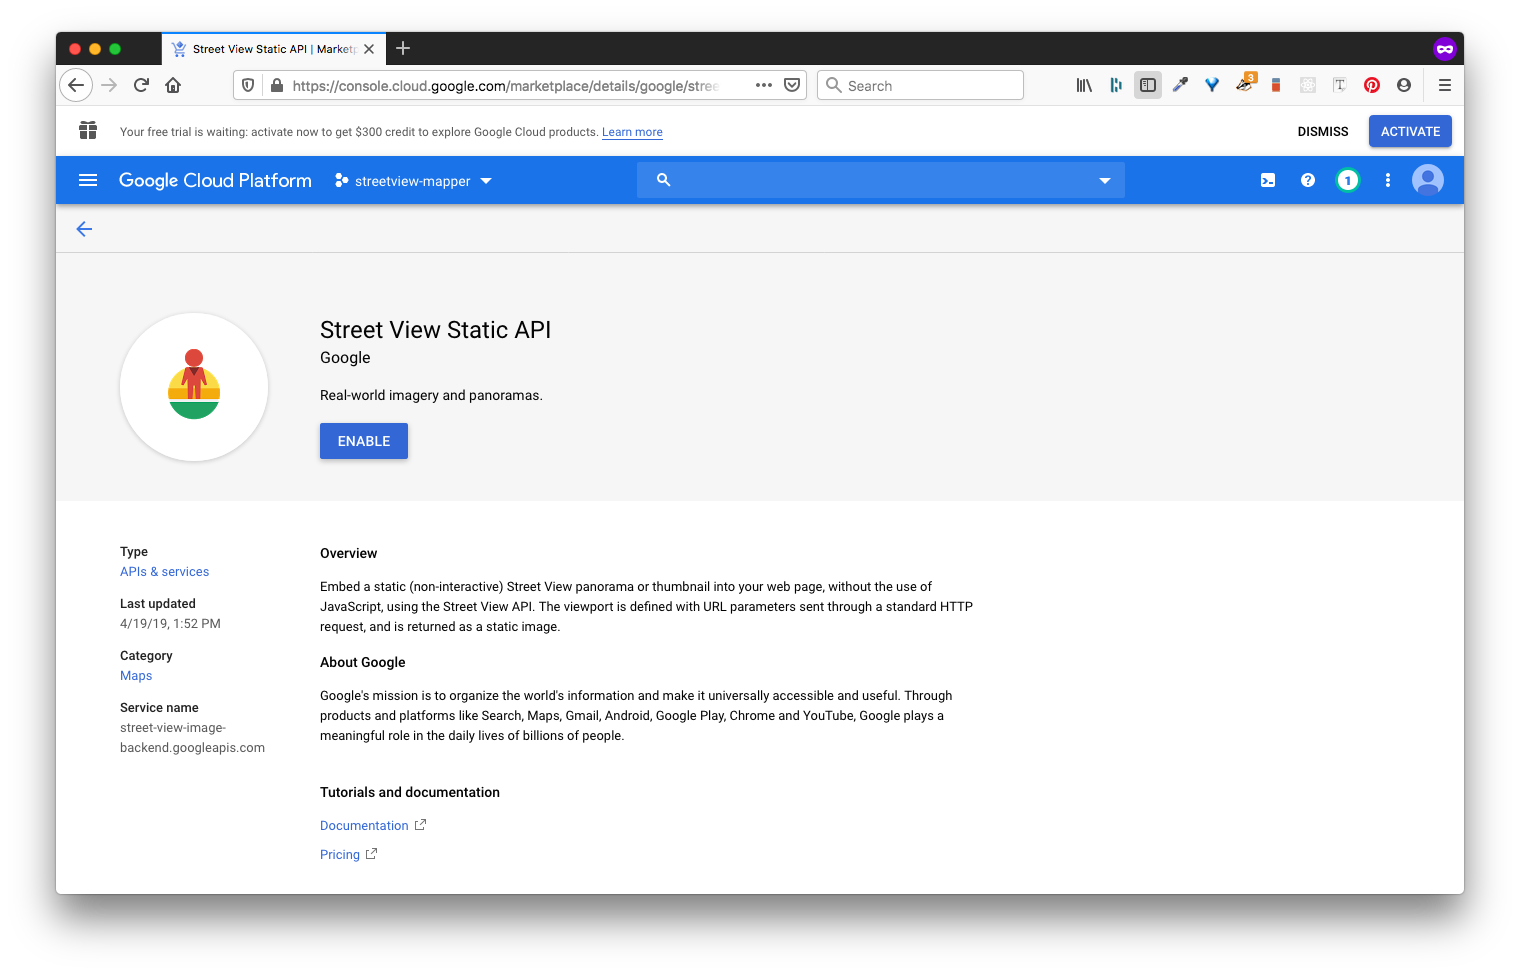 Street View Static API | Marketp
https://console.cloud.google.com/marketplace/details/google/stree
Search
3
Your free trial is waiting: activate now to get $300 credit to explore Google Cloud products. Learn more
DISMISS
ACTIVATE
Google Cloud Platform
streetview-mapper
1
Street View Static API
Google
Real-world imagery and panoramas.
ENABLE
Type
APIs & services
Last updated
4/19/19, 1:52 PM
Category
Maps
Service name
street-view-image-
backend.googleapis.com
Overview
Embed a static (non-interactive) Street View panorama or thumbnail into your web page, without the use of
JavaScript, using the Street View API. The viewport is defined with URL parameters sent through a standard HTTP
request, and is returned as a static image.
About Google
Google's mission is to organize the world's information and make it universally accessible and useful. Through
products and platforms like Search, Maps, Gmail, Android, Google Play, Chrome and YouTube, Google plays a
meaningful role in the daily lives of billions of people.
Tutorials and documentation
Documentation
Pricing